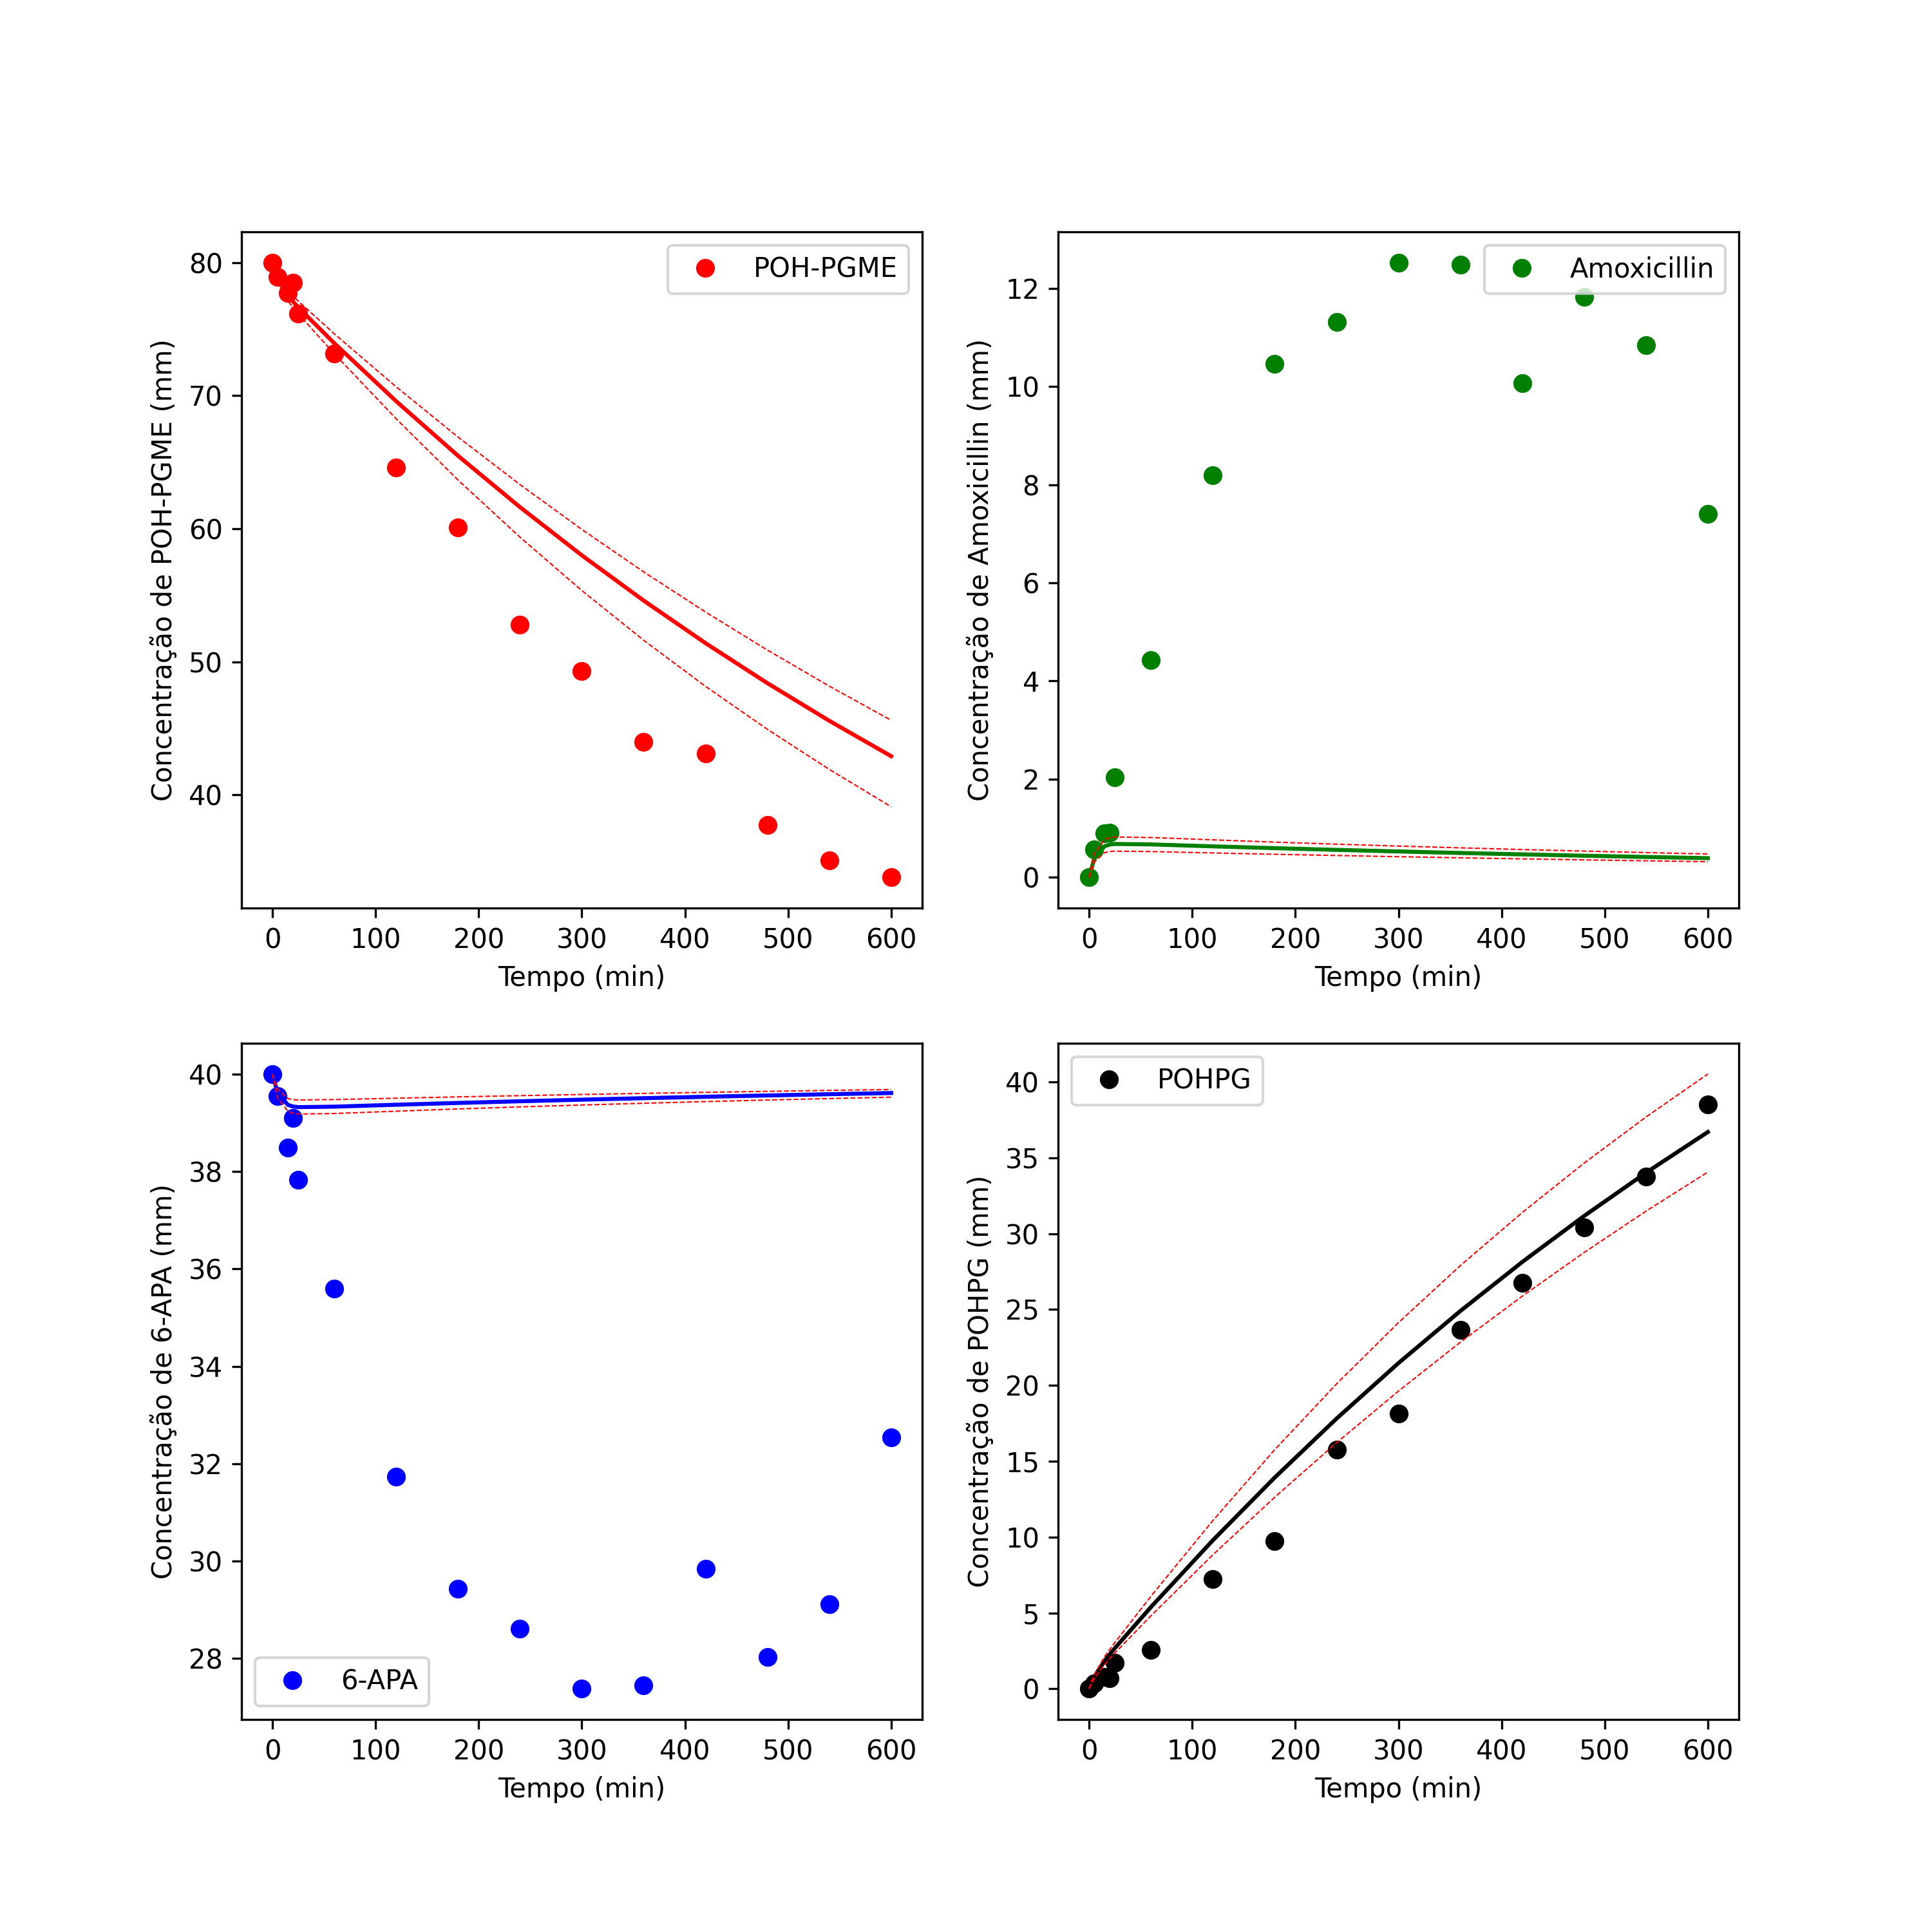 POH-PGME
Concentração de POH-PGME (mm)
80
70
60
50
40
0 100 200 300 400 500 600
Tempo (min)
Amoxicillin
Concentração de Amoxicillin (mm)
12
10
8
6
4
2
0
0 100 200 300 400 500 600
Tempo (min)
Concentração de 6-APA (mm)
40
38
36
34
32
30
28
6-APA
0 100 200 300 400 500 600
Tempo (min)
POHPG
Concentração de POHPG (mm)
40
35
30
25
20
15
10
5
0
0 100 200 300 400 500 600
Tempo (min)